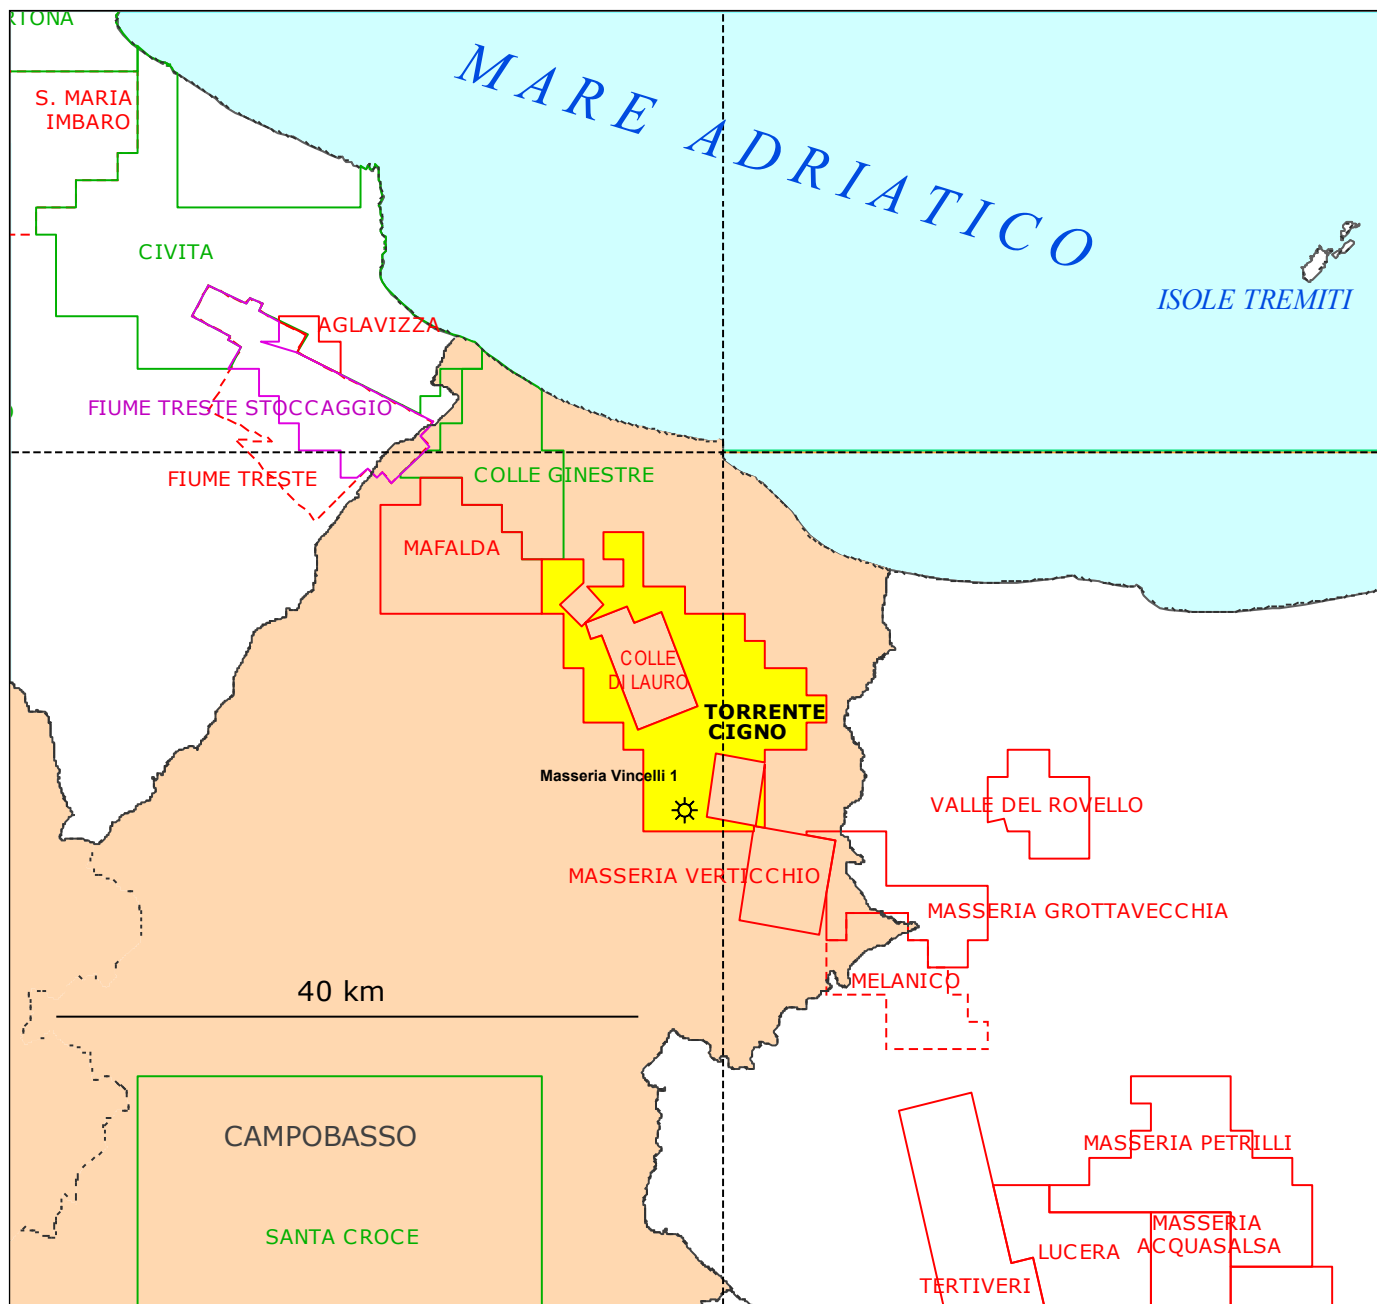 RTONA
MARE ADRIATICO
S. MARIA
IMBARO
CIVITA
ISOLE TREMITI
AGLAVIZZA
FIUME TRESTE STOCCAGGIO
FIUME TRESTE
COLLE GINESTRE
MAFALDA
COLLE
DI LAURO
TORRENTE
CIGNO
Masseria Vincelli 1
VALLE DEL ROVELLO
MASSERIA VERTICCHIO
MASSERIA GROTTAVECCHIA
MELANICO
40 km
CAMPOBASSO
MASSERIA PETRILLI
SANTA CROCE
MASSERIA
ACQUASALSA
LUCERA
TERTIVERI